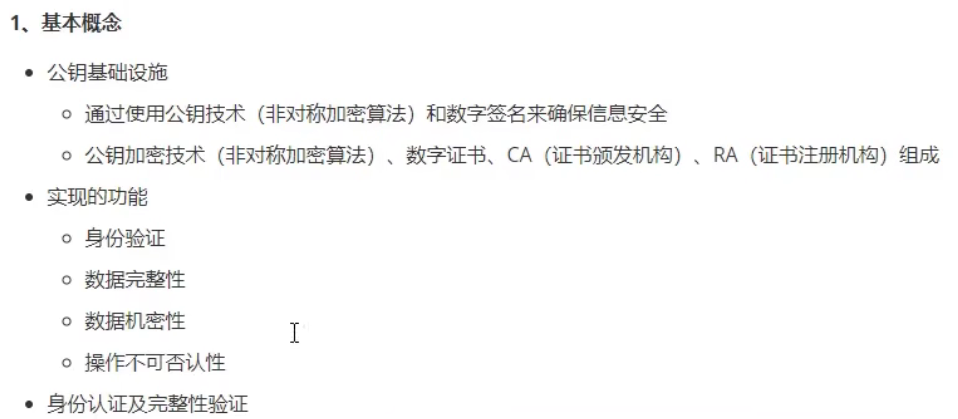 1、基本概念
公钥基础设施
通过使用公钥技术（非对称加密算法）和数字签名来确保信息安全
公钥加密技术（非对称加密算法）、数字证书、CA（证书颁发机构）、RA（证书注册机构）组成
实现的功能
身份验证
数据完整性
数据机密性
操作不可否认性
身份认证及完整性验证